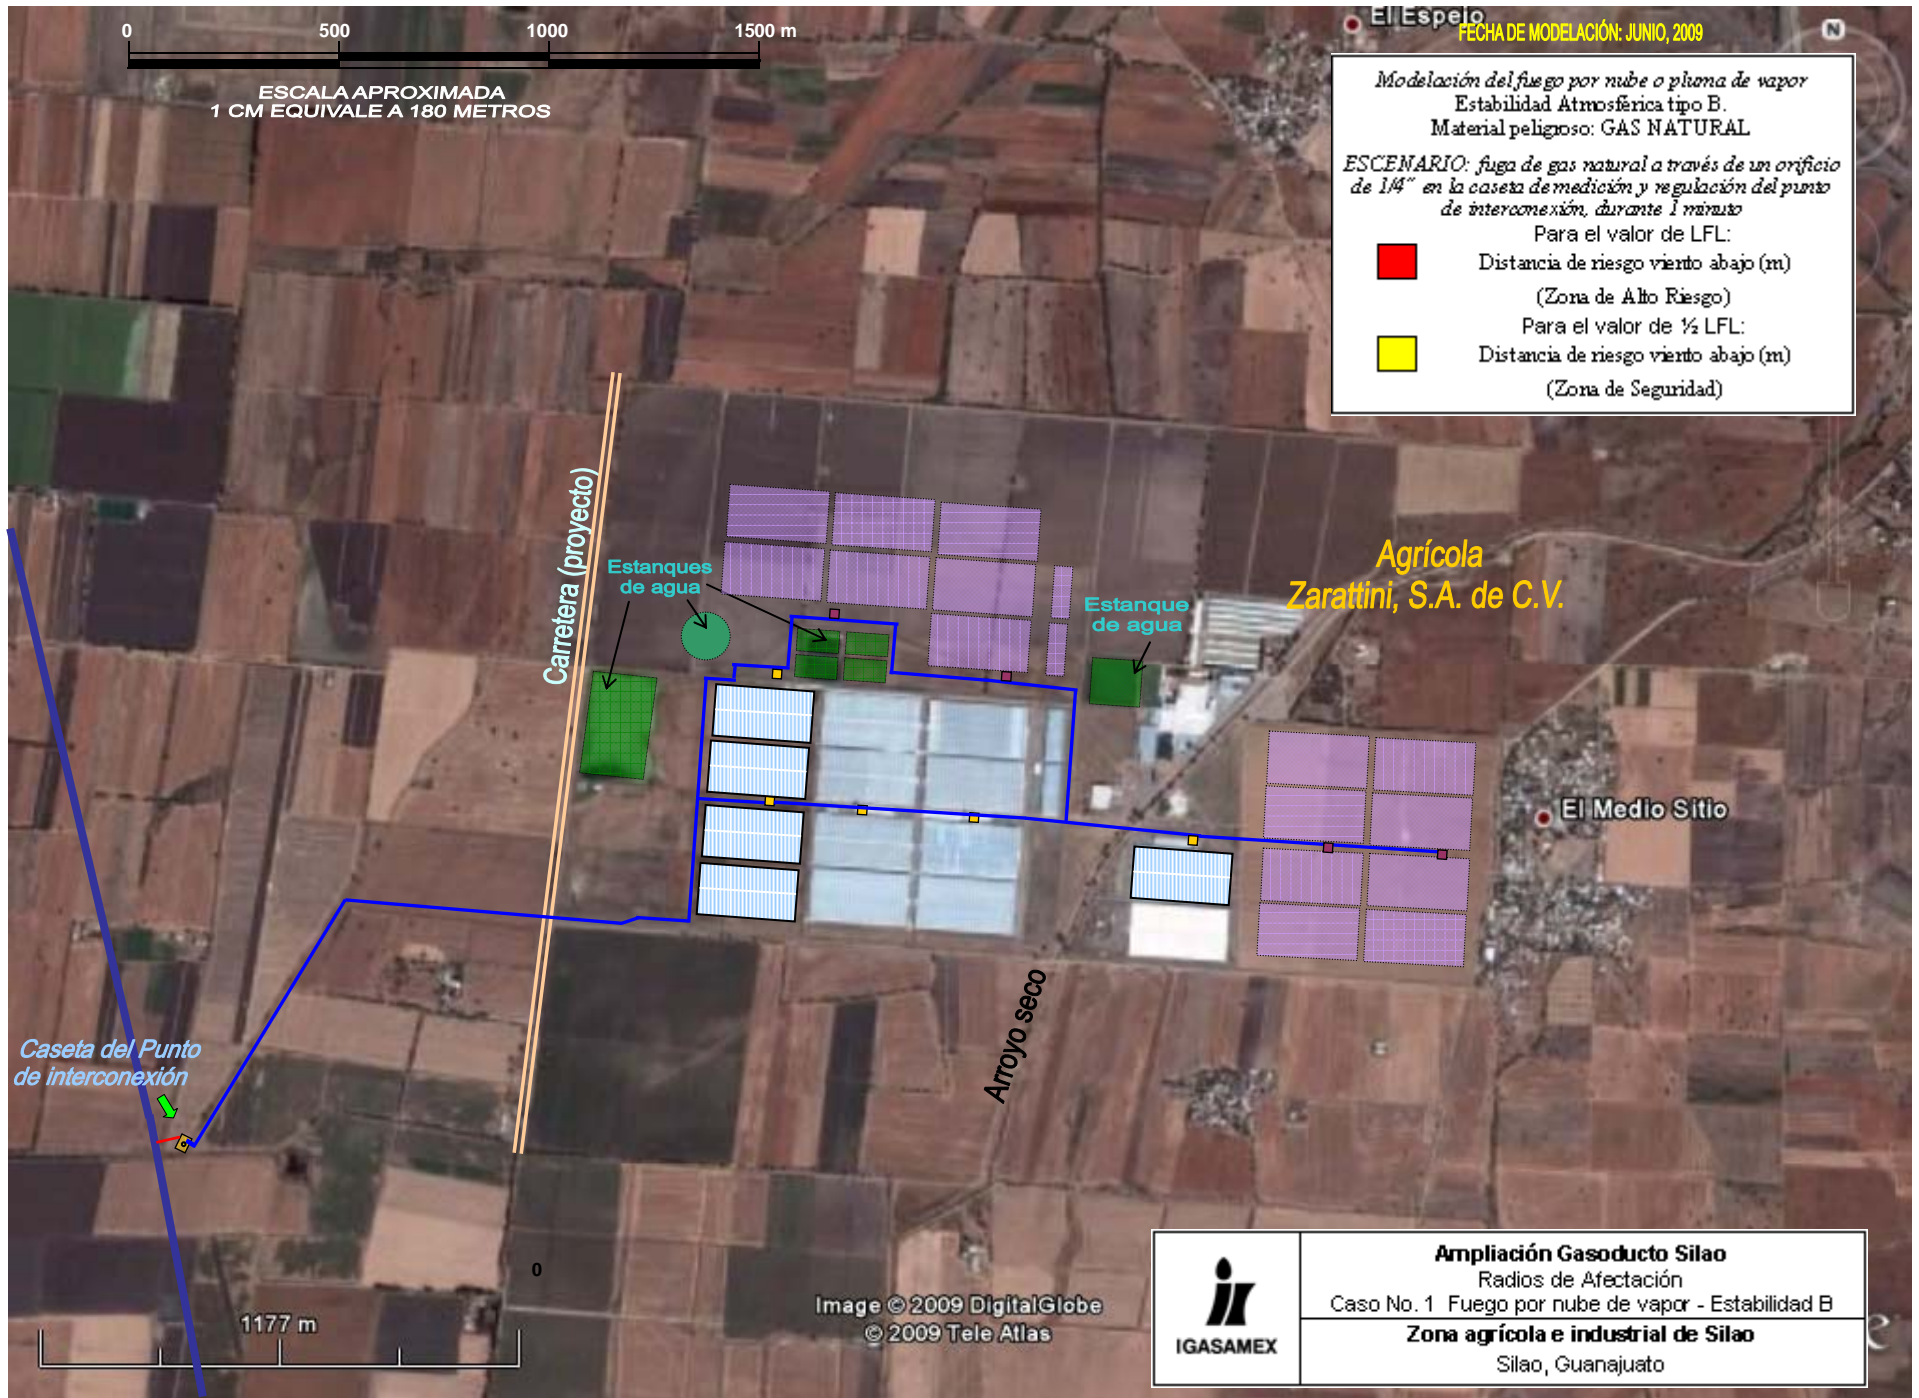 0 500 1000 1500 m
ESCALA APROXIMADA
1 CM EQUIVALE A 180 METROS
El Espejo
FECHA DE MODELACIÓN: JUNIO, 2009
N
Modelación del fuego por nube o pluma de vapor
Estabilidad Atmosférica tipo B.
Material peligroso: GAS NATURAL
ESCENARIO: fuga de gas natural a través de un orificio
de 1/4" en la caseta de medición y regulación del punto
de interconexión, durante 1 minuto
Para el valor de LFL:
Distancia de riesgo viento abajo (m)
(Zona de Alto Riesgo)
Para el valor de ½ LFL:
Distancia de riesgo viento abajo (m)
(Zona de Seguridad)
Carretera (proyecto)
Estanques
de agua
Estanque
de agua
Agrícola
Zarattini, S.A. de C.V.
El Medio Sitio
Arroyo seco
Caseta del Punto
de interconexión
0
1177 m
Image © 2009 DigitalGlobe
© 2009 Tele Atlas
IGASAMEX
Ampliación Gasoducto Silao
Radios de Afectación
Caso No. 1 Fuego por nube de vapor - Estabilidad B
Zona agrícola e industrial de Silao
Silao, Guanajuato